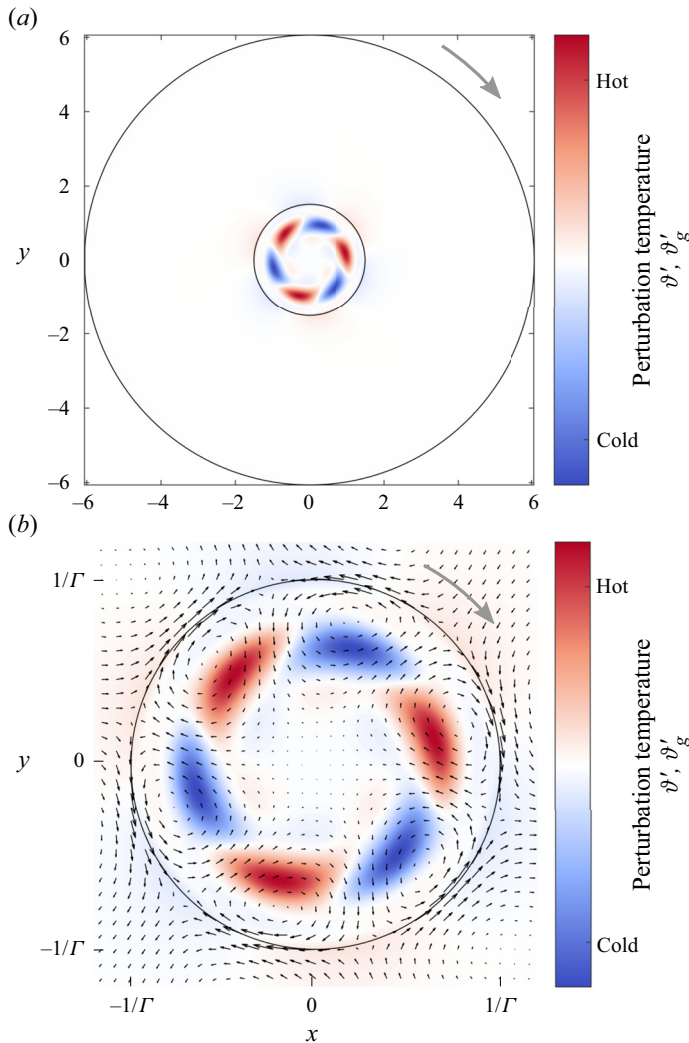 (a)
6
4
2
y
0
–2
–4
–6
–6
–4
–2
0
2
4
6
Hot
Cold
Perturbation temperature
ϑ′, ϑ′g
(b)
1/Γ
y
0
–1/Γ
–1/Γ
0
1/Γ
x
Hot
Cold
Perturbation temperature
ϑ′, ϑ′g